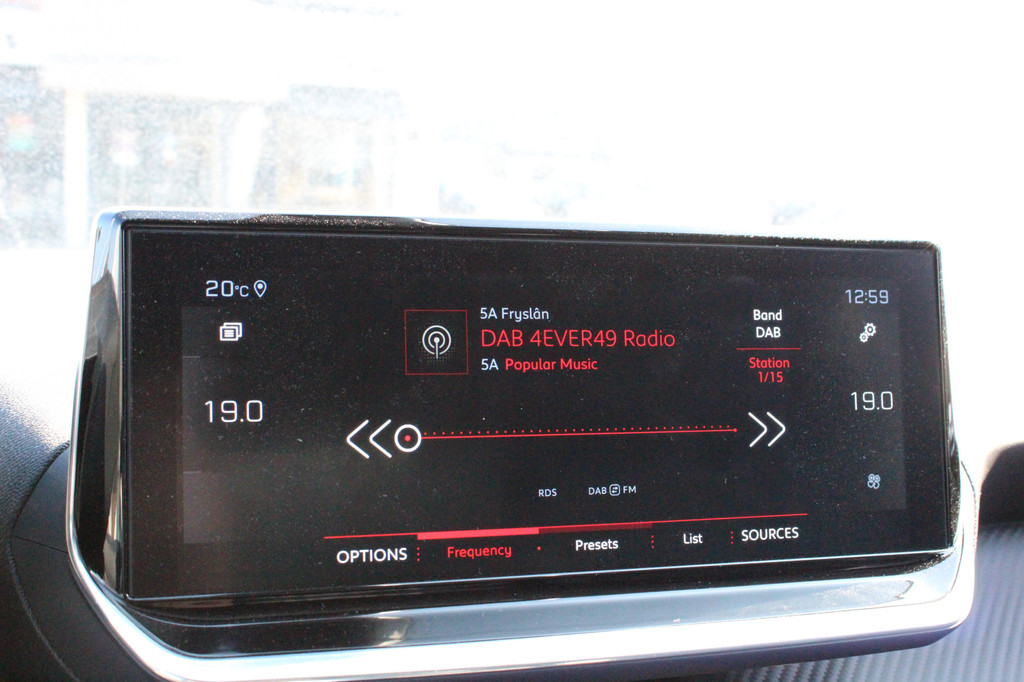 20°C
12:59
5A Fryslân
DAB 4EVER49 Radio
5A Popular Music
Band
DAB
Station
1/15
19.0
19.0
RDS
DAB FM
OPTIONS
Frequency
Presets
List
SOURCES